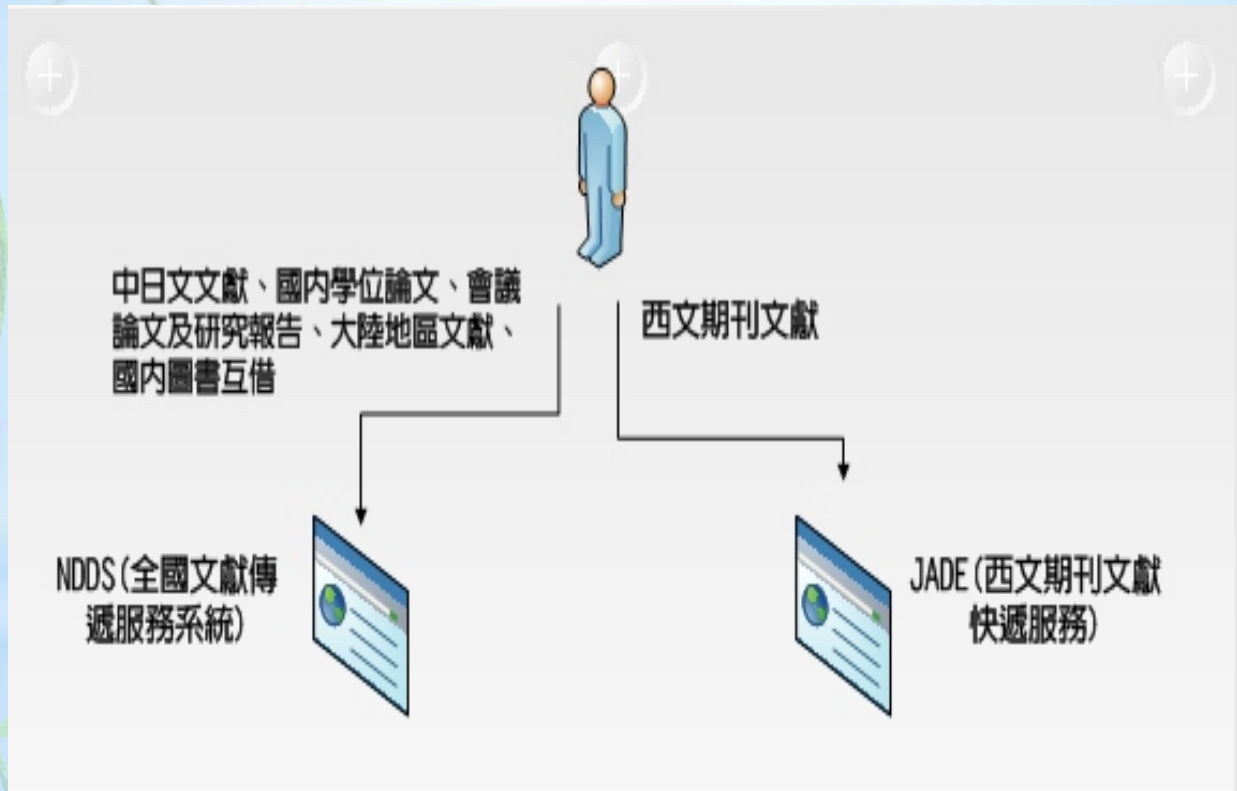 中日文文獻、國內學位論文、會議
論文及研究報告、大陸地區文獻、
國內圖書互借
西文期刊文獻
NDDS(全國文獻傳
遞服務系統)
JADE(西文期刊文獻
快遞服務)